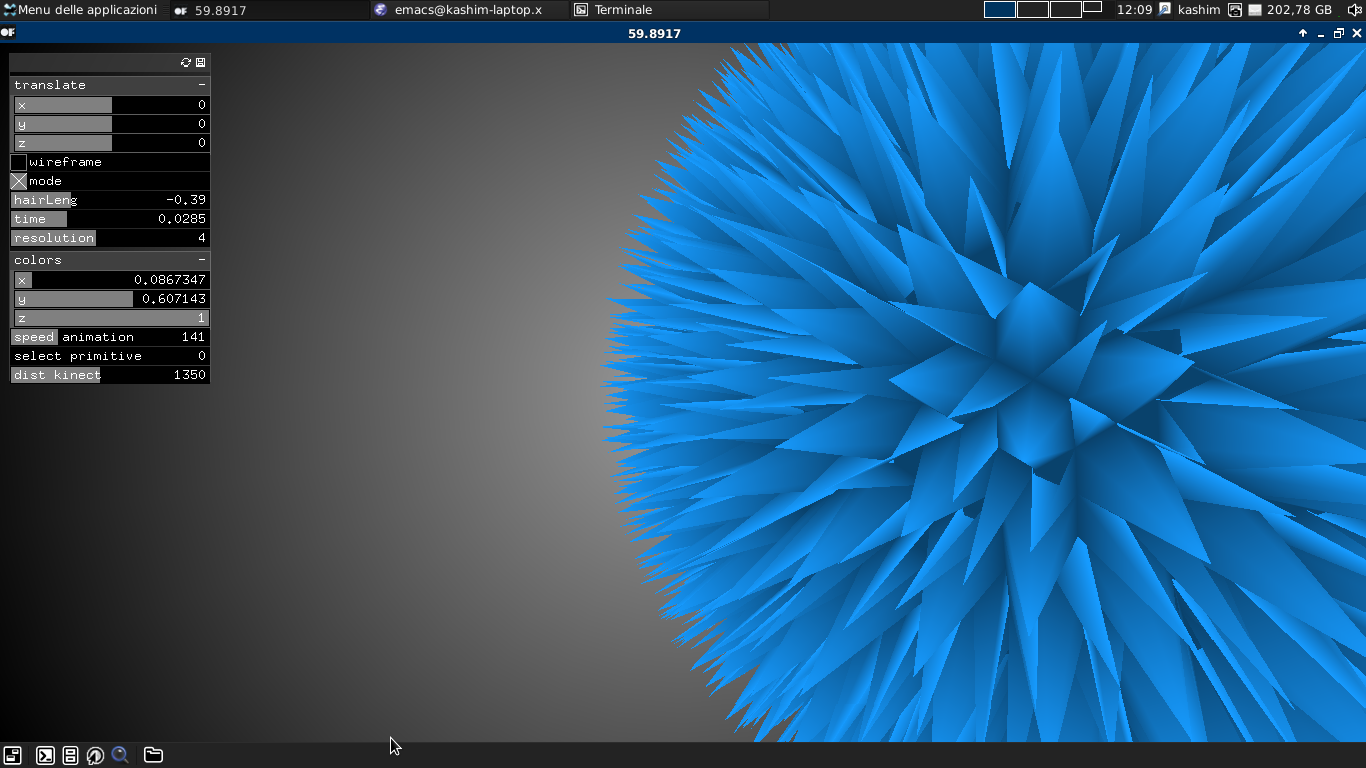 Menu delle applicazioni OF 59.8917 emacs@kashim-laptop.x Terminale 12:09 kashim 202,78 GB
OF 59.8917
translate −
x 0
y 0
z 0
wireframe
mode
hairLeng -0.39
time 0.0285
resolution 4
colors −
x 0.0867347
y 0.607143
z 1
speed animation 141
select primitive 0
dist kinect 1350